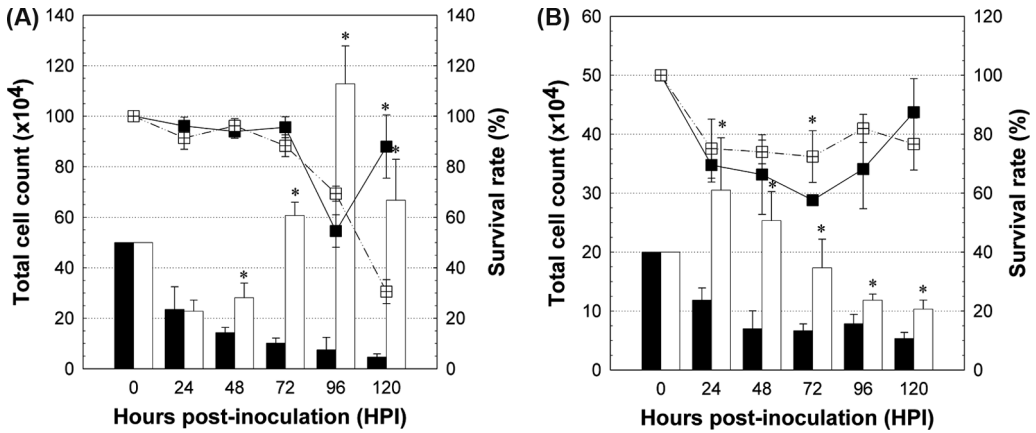 (A)
Total cell count (x10⁴)
140
120
100
80
60
40
20
0
140
120
100
80
60
40
20
0
Survival rate (%)
* * * * *
0 24 48 72 96 120
Hours post-inoculation (HPI)
(B)
Total cell count (x10⁴)
60
50
40
30
20
10
0
120
100
80
60
40
20
0
Survival rate (%)
* * * * * *
0 24 48 72 96 120
Hours post-inoculation (HPI)